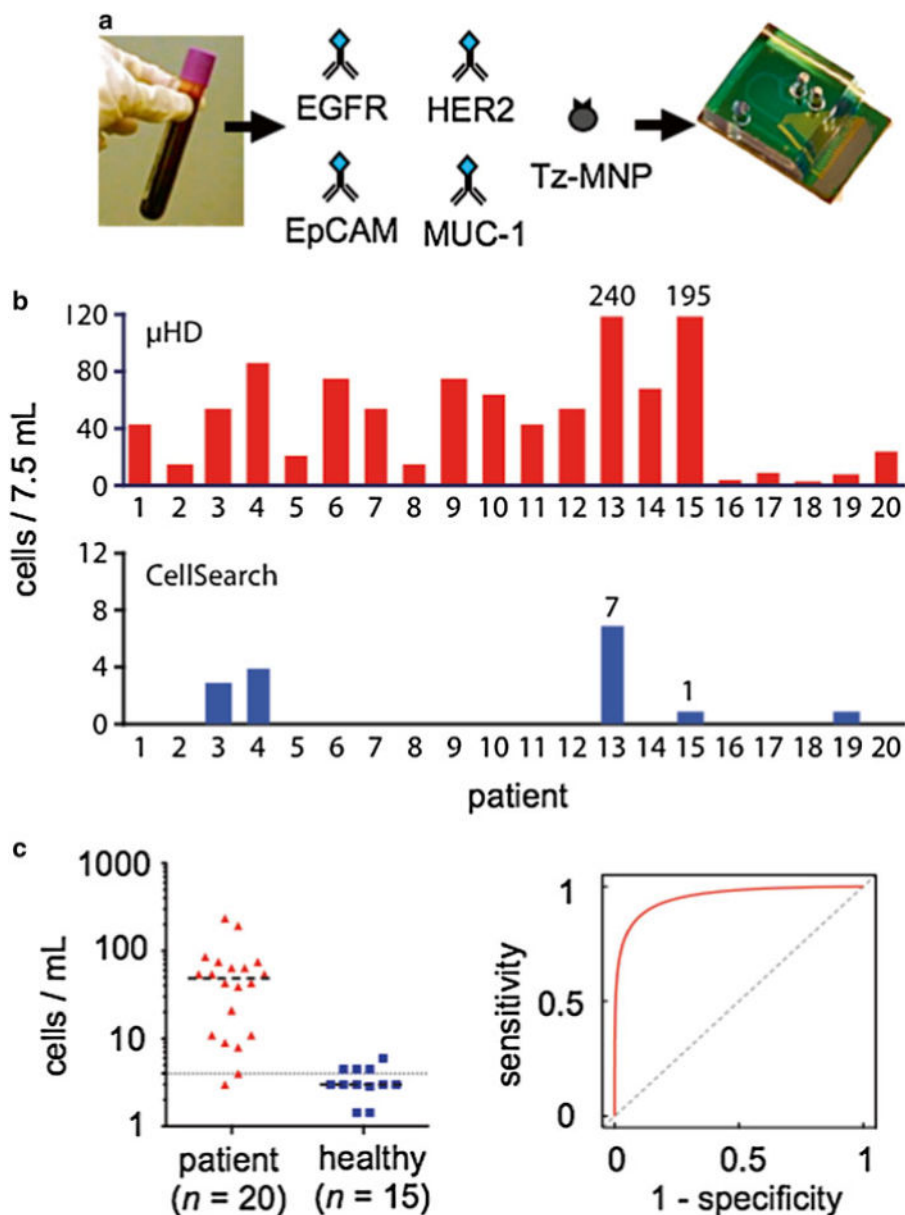 a
EGFR HER2
EpCAM MUC-1
Tz-MNP
b
cells / 7.5 mL
µHD
240 195
120
80
40
0
1 2 3 4 5 6 7 8 9 10 11 12 13 14 15 16 17 18 19 20
CellSearch
12
8
4
0
7
1
1 2 3 4 5 6 7 8 9 10 11 12 13 14 15 16 17 18 19 20
patient
c
cells / mL
1000
100
10
1
patient healthy
(n = 20) (n = 15)
sensitivity
1
0.5
0
0 0.5 1
1 - specificity